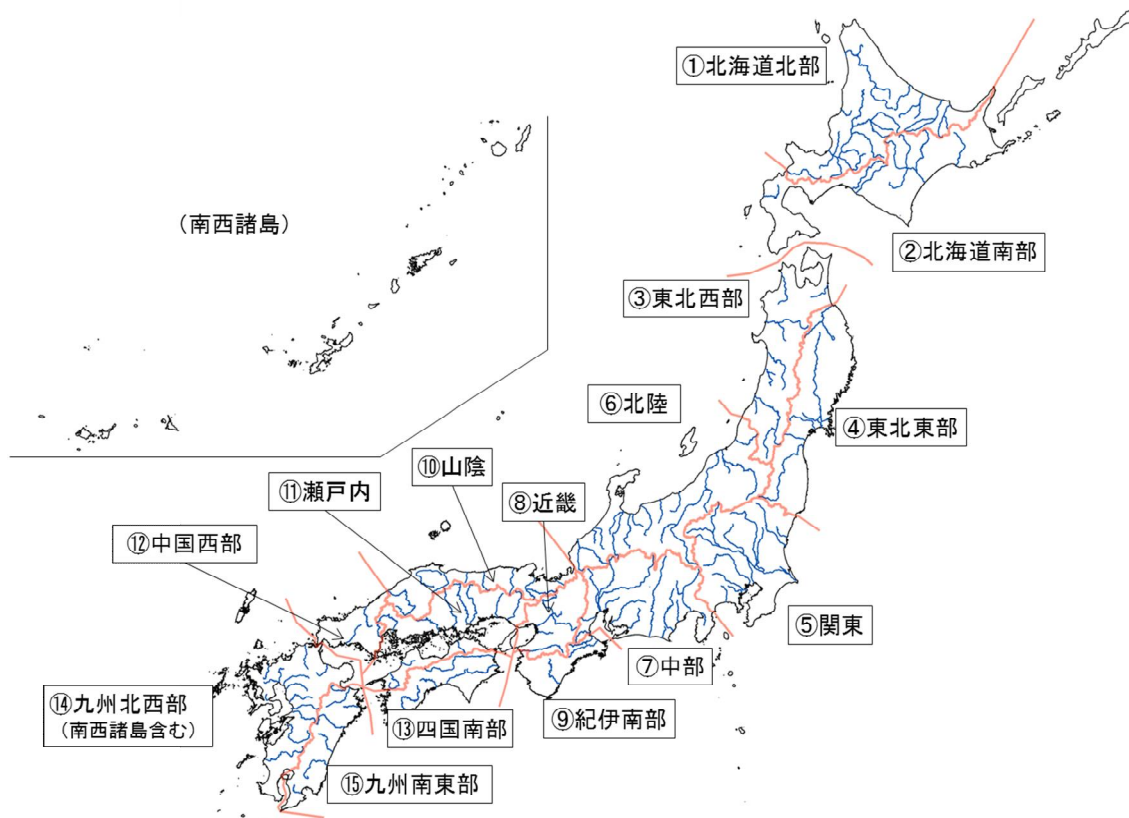 ①北海道北部
(南西諸島)
②北海道南部
③東北西部
⑥北陸
④東北東部
⑩山陰
⑪瀬戸内
⑧近畿
⑫中国西部
⑤関東
⑦中部
⑭九州北西部
(南西諸島含む)
⑬四国南部
⑨紀伊南部
⑮九州南東部